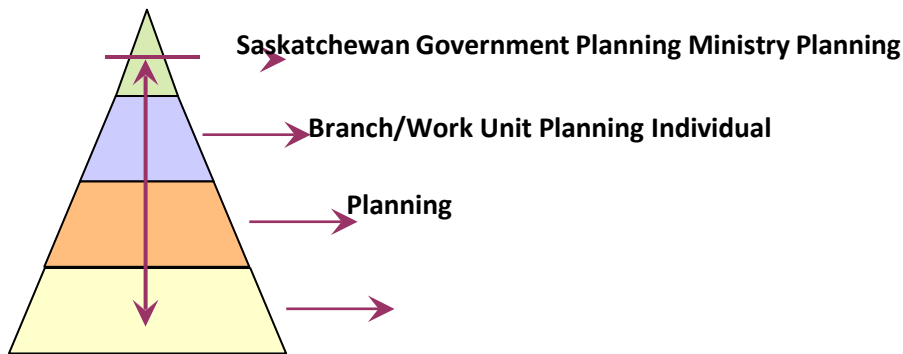 Saskatchewan Government Planning Ministry Planning
Branch/Work Unit Planning Individual
Planning